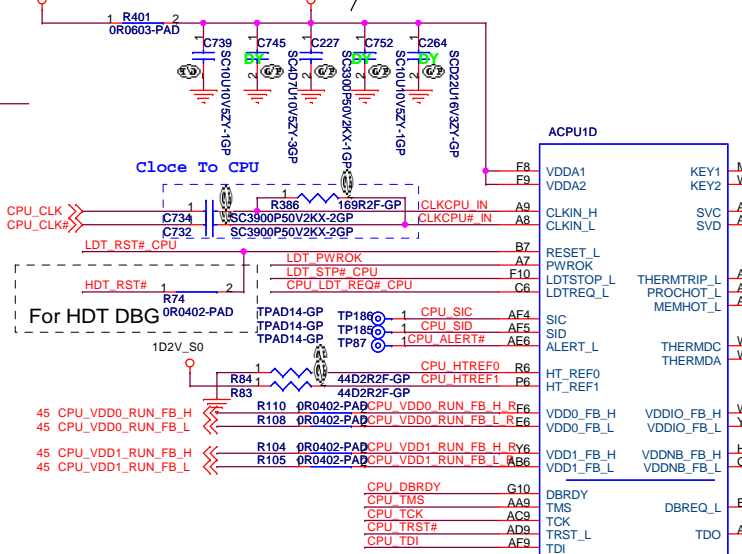 1 R401 2
0R0603-PAD
C739
SC10U10V5ZY-1GP
C745
DY
SC4D7U10V5ZY-3GP
C227
SC3300P50V2KX-1GP
C752
DY
SC10U10V5ZY-1GP
C264
DY
SCD22U16V3ZY-GP
ACPU1D
Cloce To CPU
F8 VDDA1 KEY1
F9 VDDA2 KEY2
R386 169R2F-GP
CLKCPU_IN
CPU_CLK
C734 SC3900P50V2KX-2GP
CLKCPU#_IN
CPU_CLK#
C732 SC3900P50V2KX-2GP
A9 CLKIN_H SVC
A8 CLKIN_L SVD
LDT_RST#_CPU B7 RESET_L
LDT_PWROK A7 PWROK
LDT_STP#_CPU F10 LDTSTOP_L THERMTRIP_L
CPU_LDT_REQ#_CPU C6 LDTREQ_L PROCHOT_L
MEMHOT_L
HDT_RST# 1 2
R74
0R0402-PAD
For HDT DBG
TPAD14-GP TP186 1 CPU_SIC AF4 SIC
TPAD14-GP TP185 1 CPU_SID AF5 SID
TPAD14-GP TP87 1 CPU_ALERT# AE6 ALERT_L
THERMDC
THERMDA
1D2V_S0
R84 1 44D2R2F-GP CPU_HTREF0 R6 HT_REF0
R83 1 44D2R2F-GP CPU_HTREF1 P6 HT_REF1
45 CPU_VDD0_RUN_FB_H R110 0R0402-PAD CPU_VDD0_RUN_FB_H_R F6 VDD0_FB_H VDDIO_FB_H
45 CPU_VDD0_RUN_FB_L R108 0R0402-PAD CPU_VDD0_RUN_FB_L_R E6 VDD0_FB_L VDDIO_FB_L
45 CPU_VDD1_RUN_FB_H R104 0R0402-PAD CPU_VDD1_RUN_FB_H_R Y6 VDD1_FB_H VDDNB_FB_H
45 CPU_VDD1_RUN_FB_L R105 0R0402-PAD CPU_VDD1_RUN_FB_L_R AB6 VDD1_FB_L VDDNB_FB_L
CPU_DBRDY G10 DBRDY
CPU_TMS AA9 TMS DBREQ_L
CPU_TCK AC9 TCK
CPU_TRST# AD9 TRST_L TDO
CPU_TDI AF9 TDI